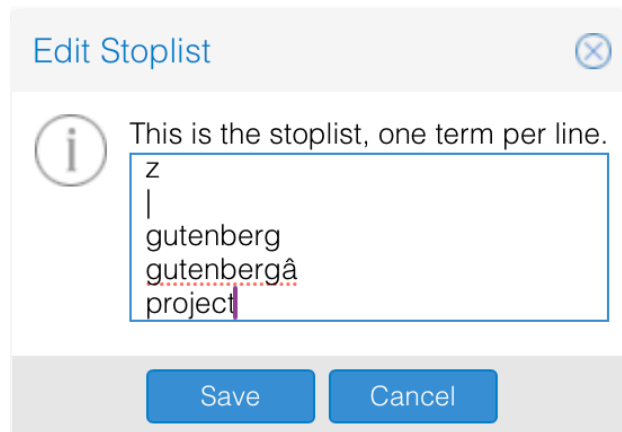 Edit Stoplist
This is the stoplist, one term per line.
z
|
gutenberg
gutenbergâ
project
Save
Cancel